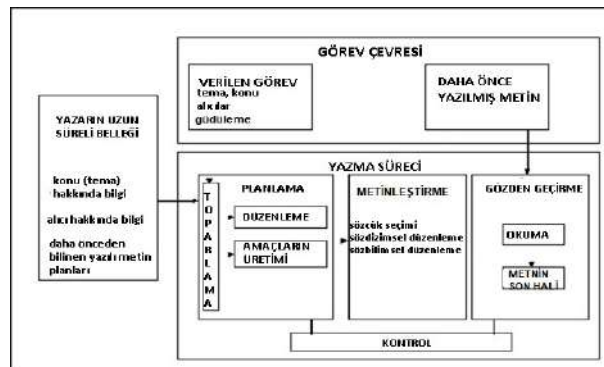 GÖREV ÇEVRESİ
VERİLEN GÖREV
tema, konu
alıcılar
güdüleme
DAHA ÖNCE
YAZILMIŞ METİN
YAZARIN UZUN
SÜRELİ BELLEĞİ
konu (tema)
hakkında bilgi
alıcı hakkında bilgi
daha önceden
bilinen yazılı metin
planları
YAZMA SÜRECİ
TOPARLAMA
PLANLAMA
DÜZENLEME
AMAÇLARIN
ÜRETİMİ
METİNLEŞTİRME
sözcük seçimi
sözdizimsel düzenleme
sözbilimsel düzenleme
GÖZDEN GEÇİRME
OKUMA
METNİN
SON HALİ
KONTROL